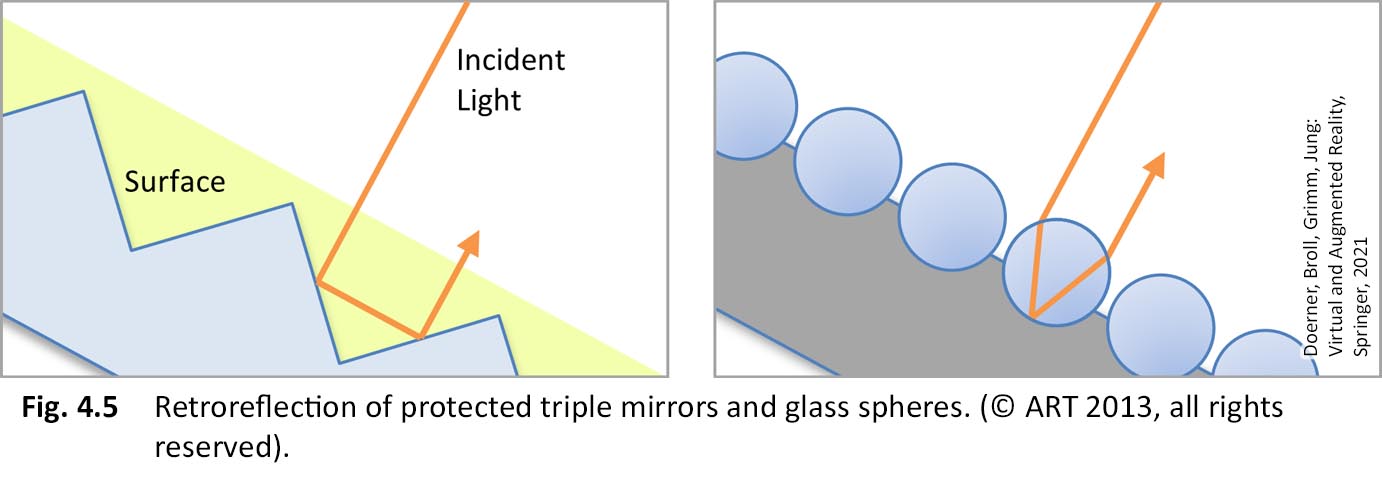 Incident
Light
Surface
Doerner, Broll, Grimm, Jung:
Virtual and Augmented Reality,
Springer, 2021
Fig. 4.5 Retroreflection of protected triple mirrors and glass spheres. (© ART 2013, all rights
reserved).